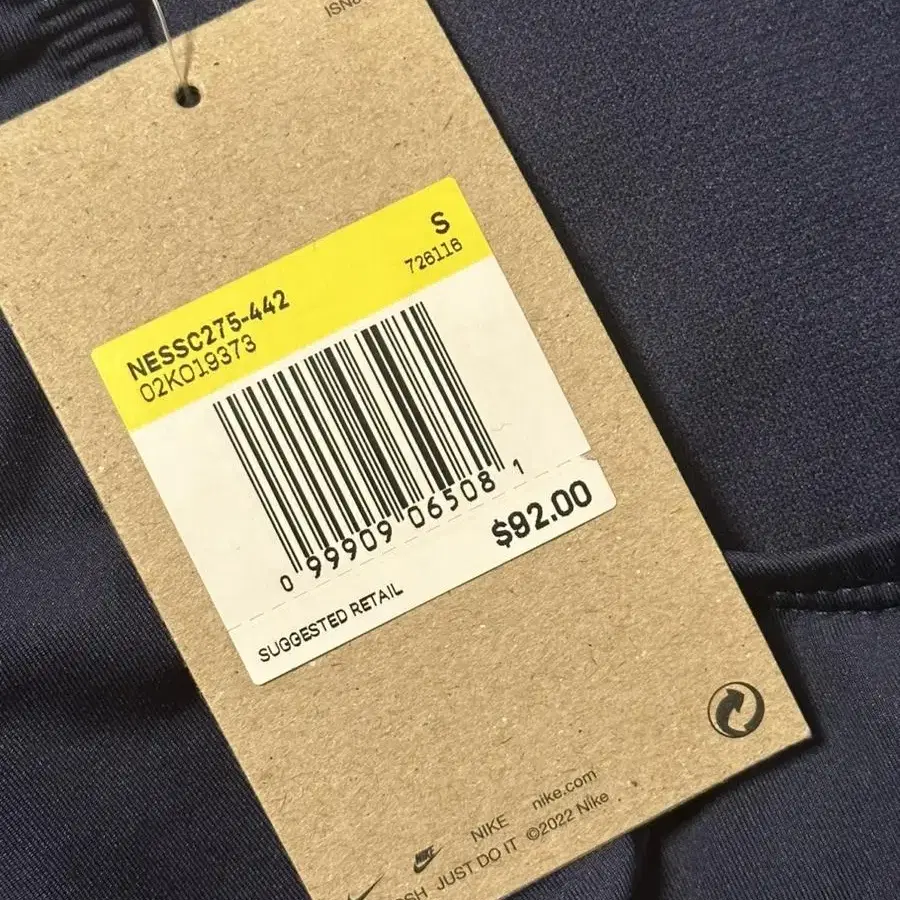 S
726116
NESSC275-442
02KO19373
0 99909 06508 1
$92.00
SUGGESTED RETAIL
NIKE nike.com
JUST DO IT ©2022 Nike